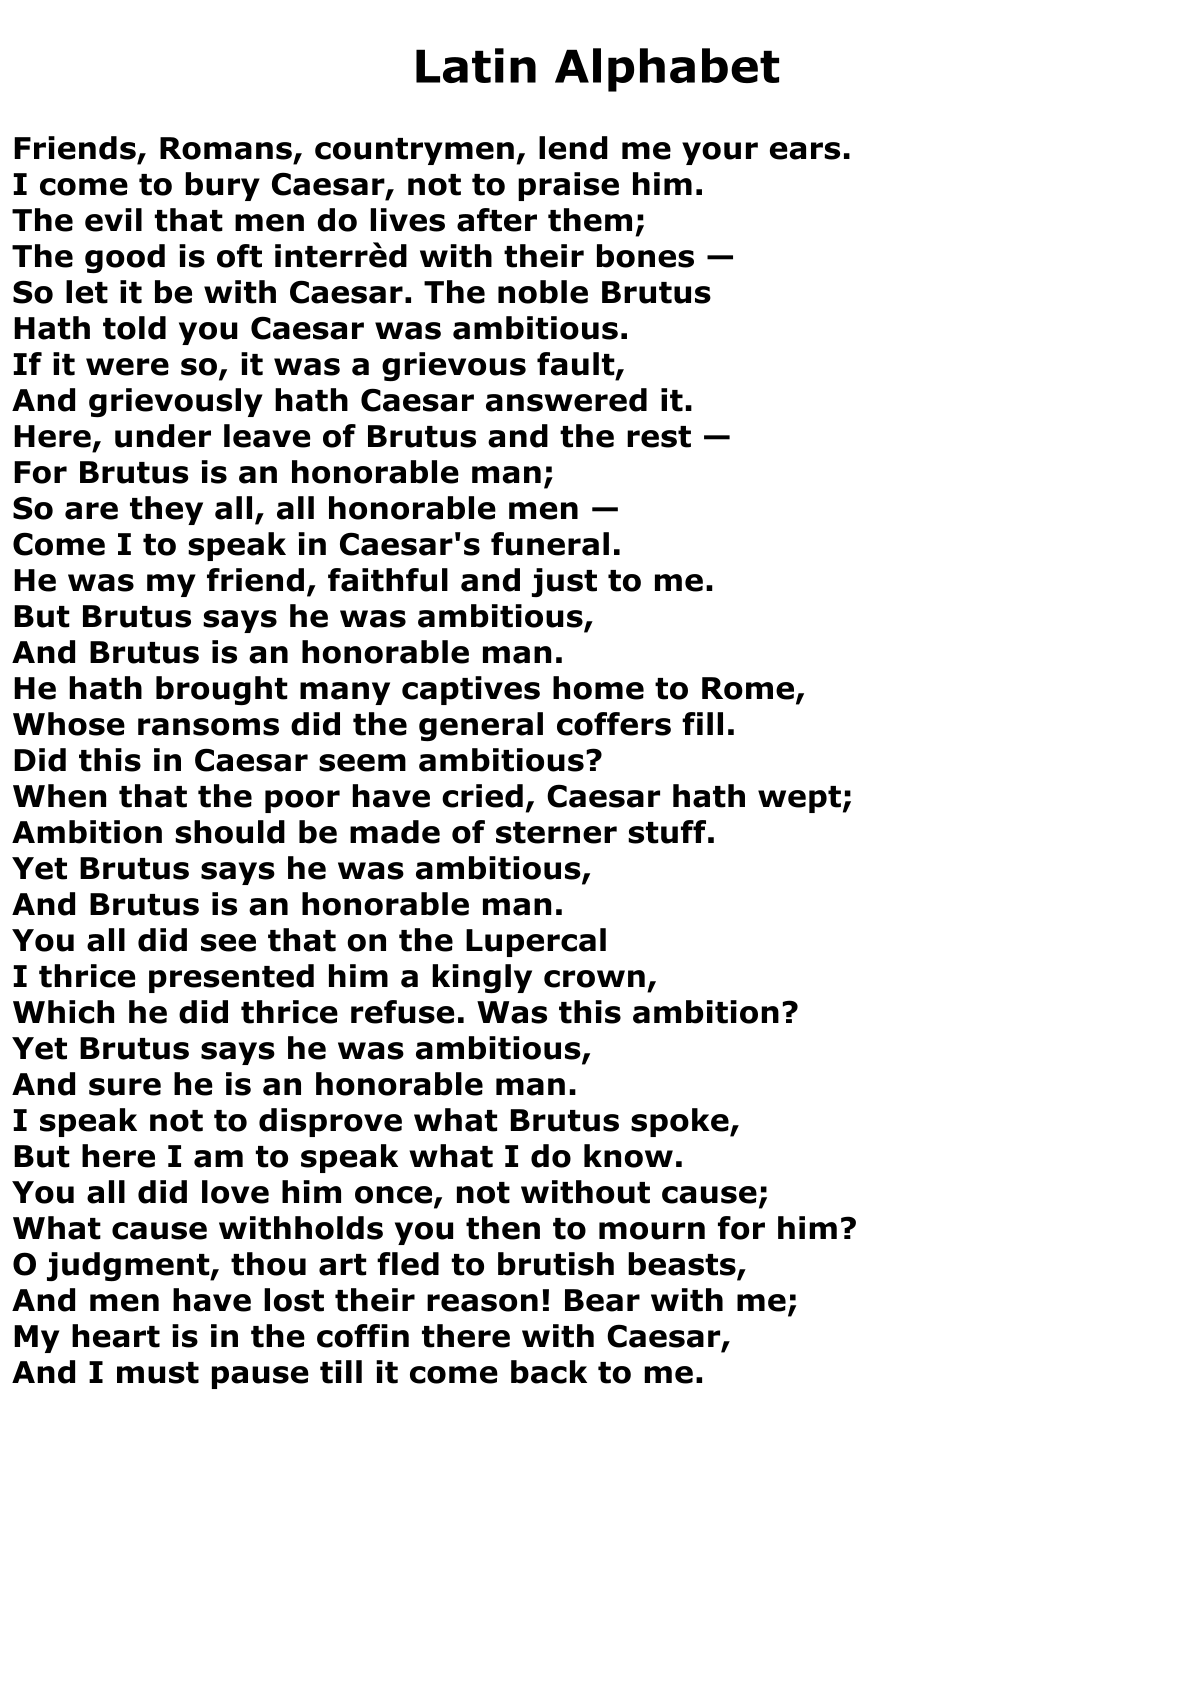 Latin Alphabet
Friends, Romans, countrymen, lend me your ears.
I come to bury Caesar, not to praise him.
The evil that men do lives after them;
The good is oft interrèd with their bones —
So let it be with Caesar. The noble Brutus
Hath told you Caesar was ambitious.
If it were so, it was a grievous fault,
And grievously hath Caesar answered it.
Here, under leave of Brutus and the rest —
For Brutus is an honorable man;
So are they all, all honorable men —
Come I to speak in Caesar's funeral.
He was my friend, faithful and just to me.
But Brutus says he was ambitious,
And Brutus is an honorable man.
He hath brought many captives home to Rome,
Whose ransoms did the general coffers fill.
Did this in Caesar seem ambitious?
When that the poor have cried, Caesar hath wept;
Ambition should be made of sterner stuff.
Yet Brutus says he was ambitious,
And Brutus is an honorable man.
You all did see that on the Lupercal
I thrice presented him a kingly crown,
Which he did thrice refuse. Was this ambition?
Yet Brutus says he was ambitious,
And sure he is an honorable man.
I speak not to disprove what Brutus spoke,
But here I am to speak what I do know.
You all did love him once, not without cause;
What cause withholds you then to mourn for him?
O judgment, thou art fled to brutish beasts,
And men have lost their reason! Bear with me;
My heart is in the coffin there with Caesar,
And I must pause till it come back to me.